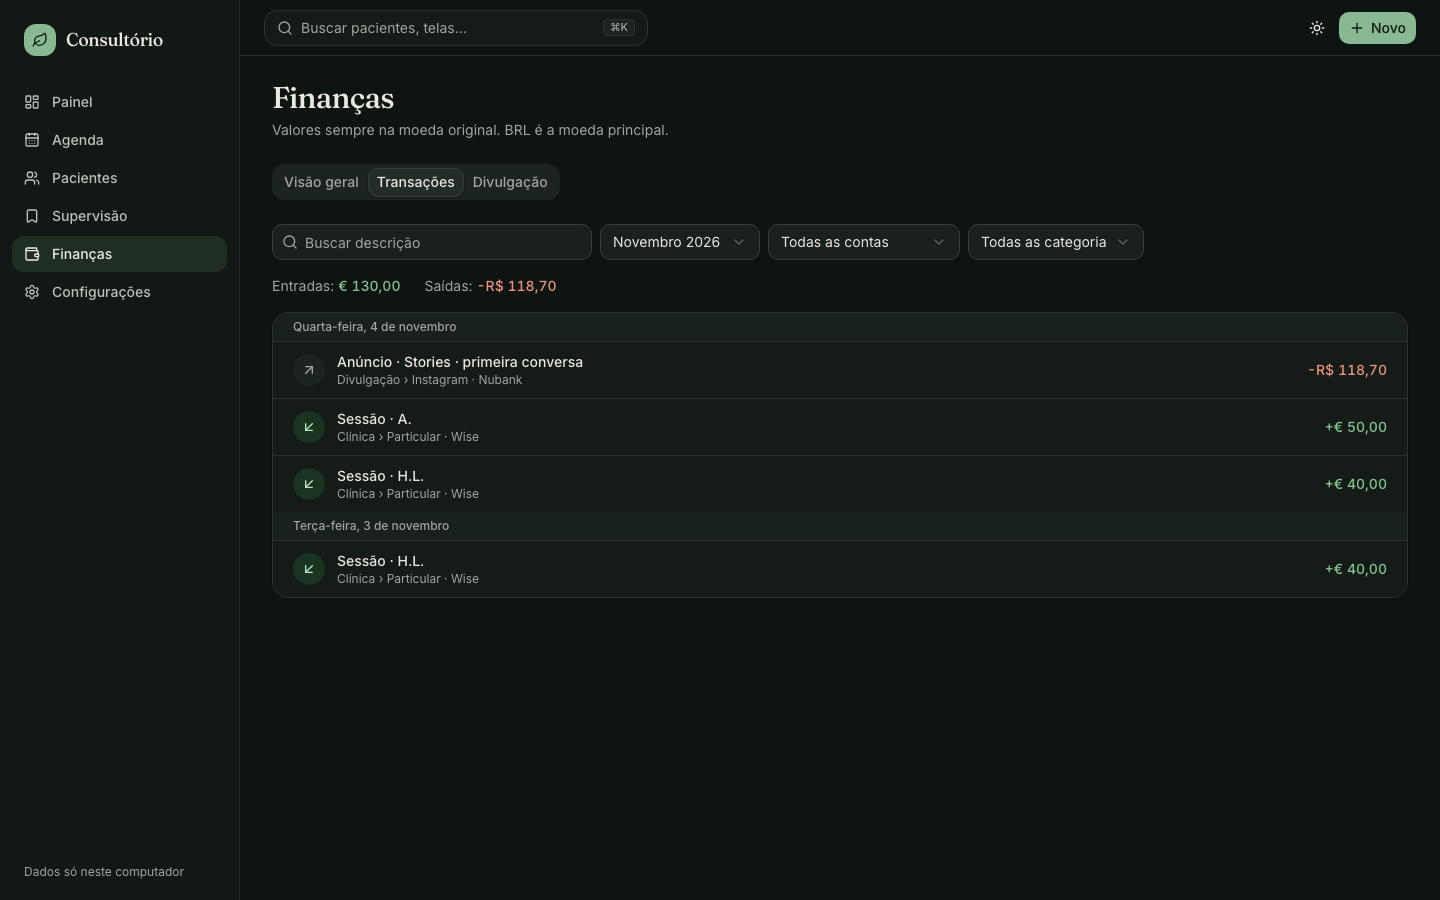 Consultório
Buscar pacientes, telas...
⌘K
Novo
Painel
Agenda
Pacientes
Supervisão
Finanças
Configurações
Finanças
Valores sempre na moeda original. BRL é a moeda principal.
Visão geral Transações Divulgação
Buscar descrição
Novembro 2026
Todas as contas
Todas as categoria
Entradas: € 130,00 Saídas: -R$ 118,70
Quarta-feira, 4 de novembro
Anúncio · Stories · primeira conversa
Divulgação › Instagram · Nubank
-R$ 118,70
Sessão · A.
Clínica › Particular · Wise
+€ 50,00
Sessão · H.L.
Clínica › Particular · Wise
+€ 40,00
Terça-feira, 3 de novembro
Sessão · H.L.
Clínica › Particular · Wise
+€ 40,00
Dados só neste computador